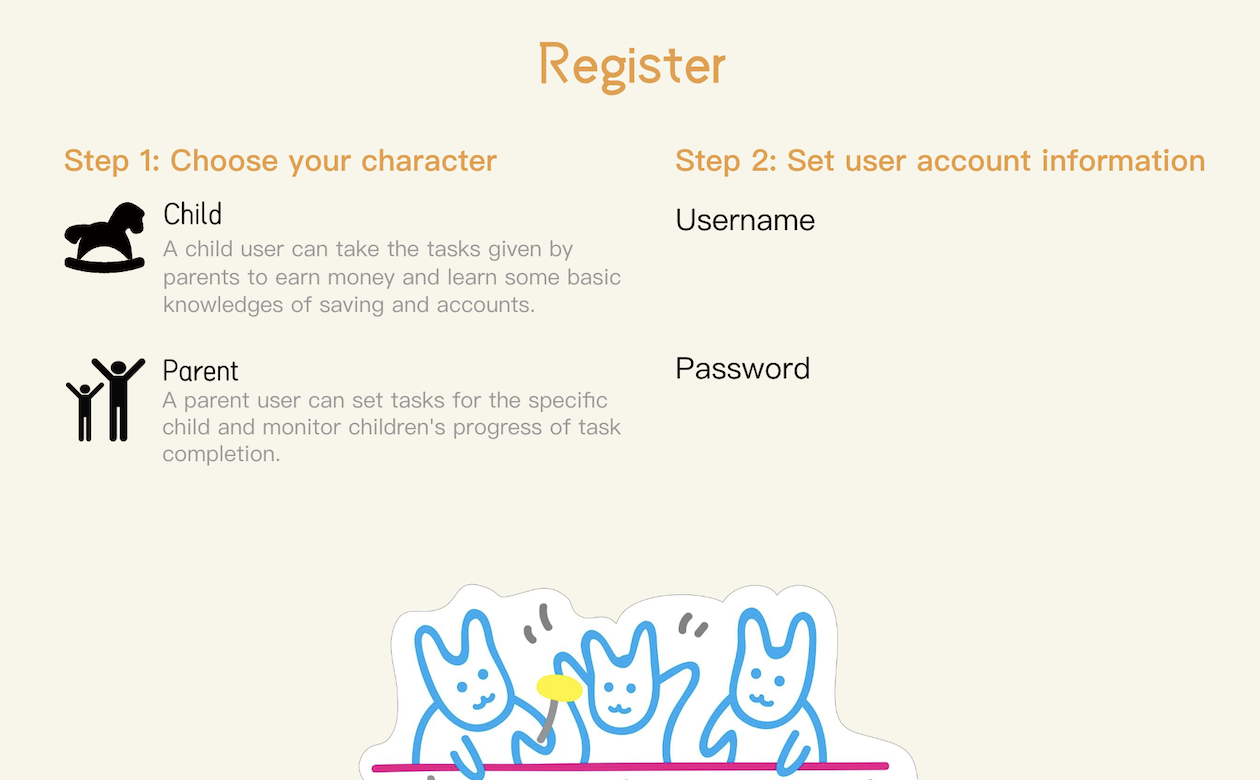 Register
Step 1: Choose your character
Child
A child user can take the tasks given by
parents to earn money and learn some basic
knowledges of saving and accounts.
Parent
A parent user can set tasks for the specific
child and monitor children's progress of task
completion.
Step 2: Set user account information
Username
Password